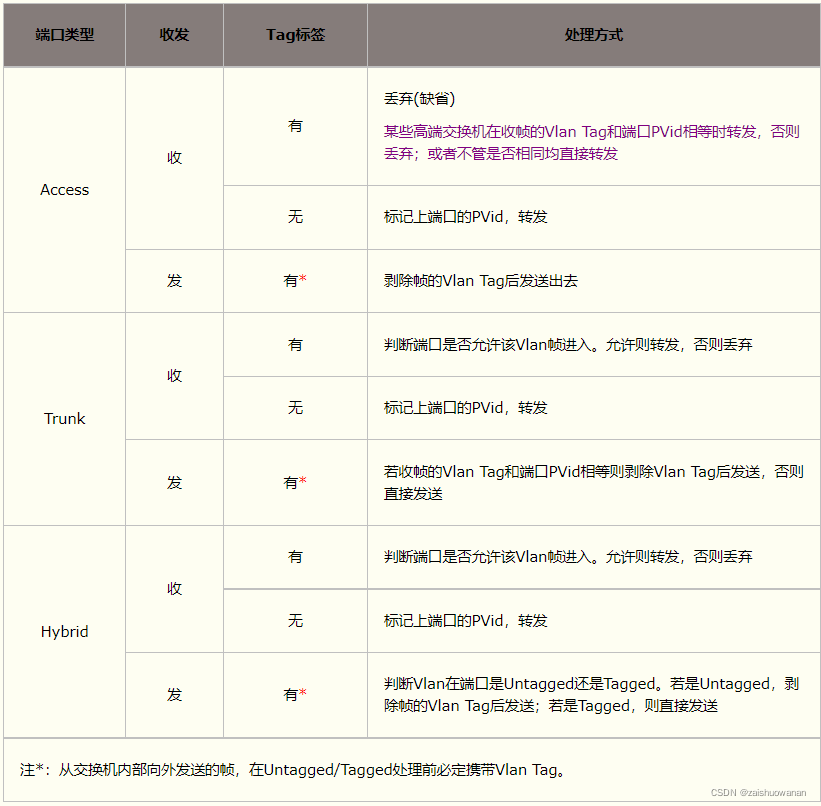 端口类型 收发 Tag标签 处理方式
Access 收 有 丢弃(缺省)
某些高端交换机在收帧的Vlan Tag和端口PVid相等时转发，否则
丢弃；或者不管是否相同均直接转发
无 标记上端口的PVid，转发
发 有* 剥除帧的Vlan Tag后发送出去
Trunk 收 有 判断端口是否允许该Vlan帧进入。允许则转发，否则丢弃
无 标记上端口的PVid，转发
发 有* 若收帧的Vlan Tag和端口PVid相等则剥除Vlan Tag后发送，否则
直接发送
Hybrid 收 有 判断端口是否允许该Vlan帧进入。允许则转发，否则丢弃
无 标记上端口的PVid，转发
发 有* 判断Vlan在端口是Untagged还是Tagged。若是Untagged，剥
除帧的Vlan Tag后发送；若是Tagged，则直接发送
注*：从交换机内部向外发送的帧，在Untagged/Tagged处理前必定携带Vlan Tag。
CSDN @zaishuowanan